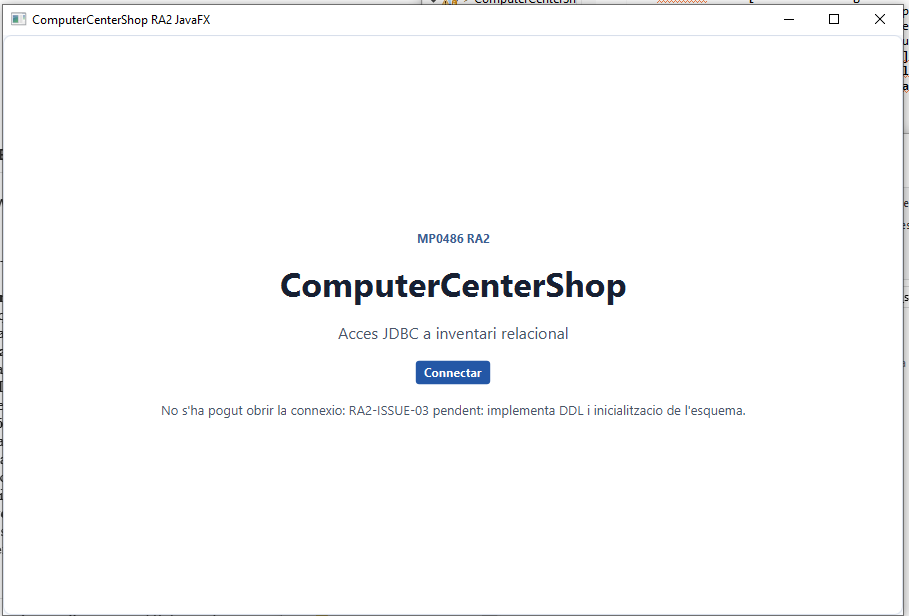 ComputerCenterShop RA2 JavaFX
MP0486 RA2
ComputerCenterShop
Acces JDBC a inventari relacional
Connectar
No s'ha pogut obrir la connexio: RA2-ISSUE-03 pendent: implementa DDL i inicialitzacio de l'esquema.